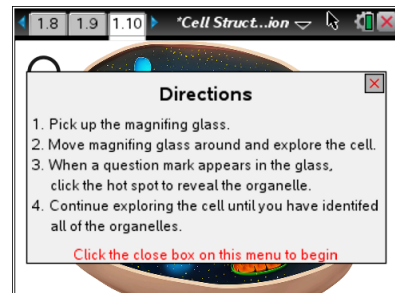 1.8 1.9 1.10 *Cell Struct...ion
Directions
1. Pick up the magnifing glass.
2. Move magnifing glass around and explore the cell.
3. When a question mark appears in the glass,
click the hot spot to reveal the organelle.
4. Continue exploring the cell until you have identifed
all of the organelles.
Click the close box on this menu to begin